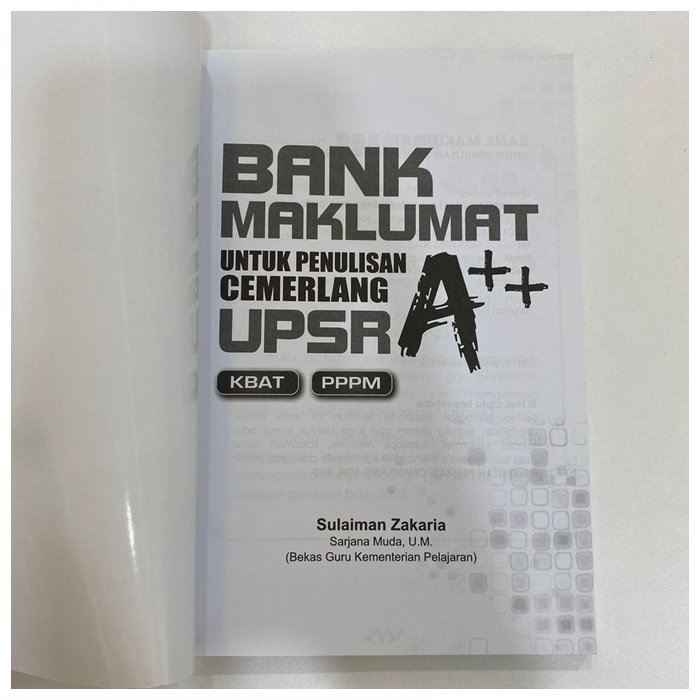 BANK
MAKLUMAT
UNTUK PENULISAN
CEMERLANG
UPSR A++
KBAT PPPM
Sulaiman Zakaria
Sarjana Muda, U.M.
(Bekas Guru Kementerian Pelajaran)